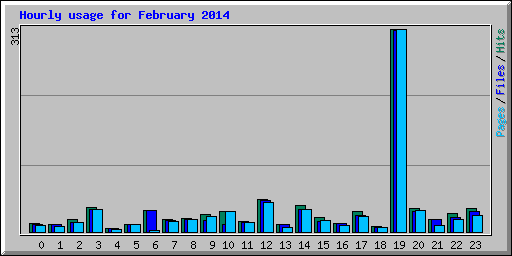 Hourly usage for February 2014
313
Pages/Files/Hits
0 1 2 3 4 5 6 7 8 9 10 11 12 13 14 15 16 17 18 19 20 21 22 23